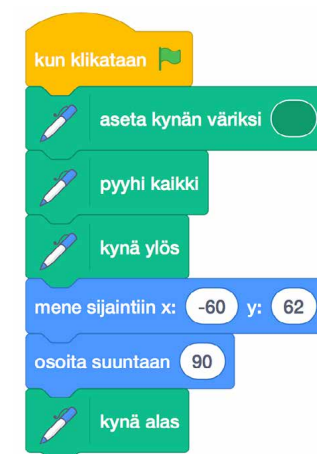 kun klikataan
aseta kynän väriksi
pyyhi kaikki
kynä ylös
mene sijaintiin x: -60 y: 62
osoita suuntaan 90
kynä alas